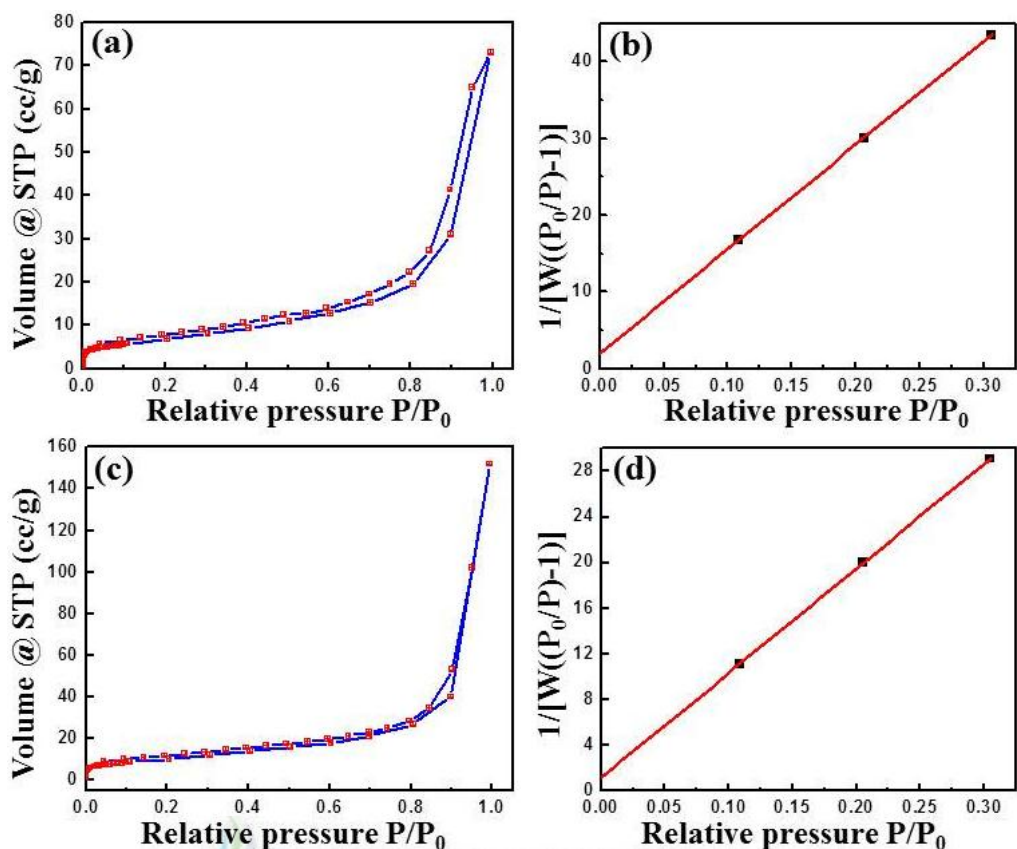 (a)
Volume @ STP (cc/g)
80
70
60
50
40
30
20
10
0
0.0 0.2 0.4 0.6 0.8 1.0
Relative pressure P/P0
(b)
1/[W((P0/P)-1)]
40
30
20
10
0
0.00 0.05 0.10 0.15 0.20 0.25 0.30
Relative pressure P/P0
(c)
Volume @ STP (cc/g)
160
140
120
100
80
60
40
20
0
0.0 0.2 0.4 0.6 0.8 1.0
Relative pressure P/P0
(d)
1/[W((P0/P)-1)]
28
24
20
16
12
8
4
0
0.00 0.05 0.10 0.15 0.20 0.25 0.30
Relative pressure P/P0